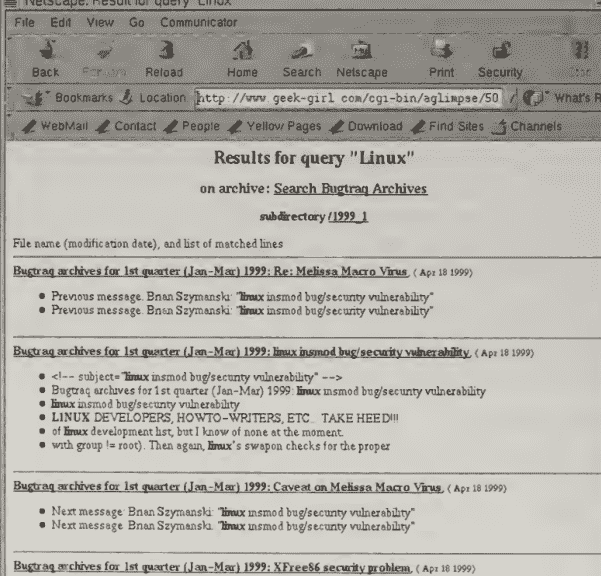 Netscape: Result for query "Linux"
File Edit View Go Communicator
Back Forward Reload Home Search Netscape Print Security Stop
Bookmarks Location http://www.geek-girl.com/cgi-bin/aglimpse/50 What's R
WebMail Contact People Yellow Pages Download Find Sites Channels
Results for query "Linux"
on archive: Search Bugtraq Archives
subdirectory /1999_1
File name (modification date), and list of matched lines
Bugtraq archives for 1st quarter (Jan-Mar) 1999: Re: Melissa Macro Virus, ( Apr 18 1999)
Previous message: Brian Szymanski: "linux insmod bug/security vulnerability"
Previous message: Brian Szymanski: "linux insmod bug/security vulnerability"
Bugtraq archives for 1st quarter (Jan-Mar) 1999: linux insmod bug/security vulnerability, ( Apr 18 1999)
<!-- subject="linux insmod bug/security vulnerability" -->
Bugtraq archives for 1st quarter (Jan-Mar) 1999: linux insmod bug/security vulnerability
linux insmod bug/security vulnerability
LINUX DEVELOPERS, HOWTO-WRITERS, ETC... TAKE HEED!!!
of linux development list, but I know of none at the moment.
with group != root). Then again, linux's swapon checks for the proper
Bugtraq archives for 1st quarter (Jan-Mar) 1999: Caveat on Melissa Macro Virus, ( Apr 18 1999)
Next message: Brian Szymanski: "linux insmod bug/security vulnerability"
Next message: Brian Szymanski: "linux insmod bug/security vulnerability"
Bugtraq archives for 1st quarter (Jan-Mar) 1999: XFree86 security problem, ( Apr 18 1999)